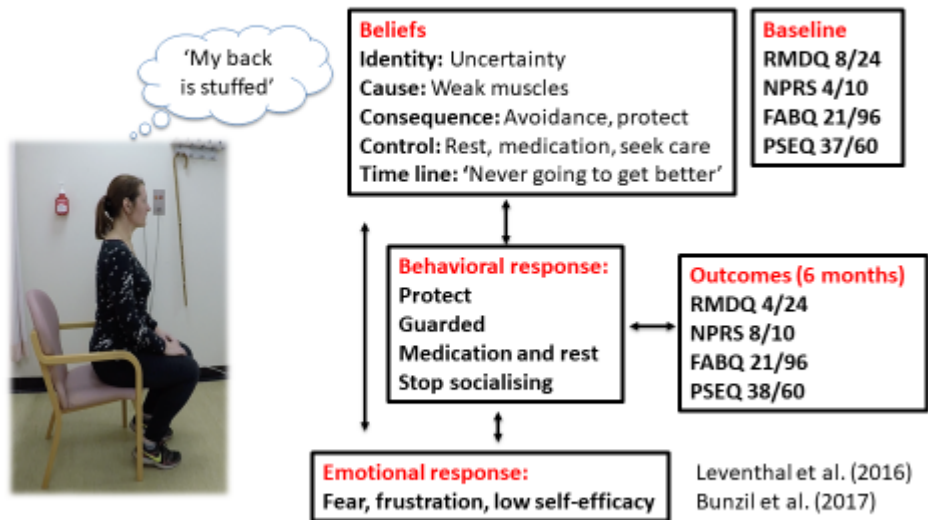 ‘My back
is stuffed’
Beliefs
Identity: Uncertainty
Cause: Weak muscles
Consequence: Avoidance, protect
Control: Rest, medication, seek care
Time line: ‘Never going to get better’
Baseline
RMDQ 8/24
NPRS 4/10
FABQ 21/96
PSEQ 37/60
Behavioral response:
Protect
Guarded
Medication and rest
Stop socialising
Outcomes (6 months)
RMDQ 4/24
NPRS 8/10
FABQ 21/96
PSEQ 38/60
Emotional response:
Fear, frustration, low self-efficacy
Leventhal et al. (2016)
Bunzil et al. (2017)